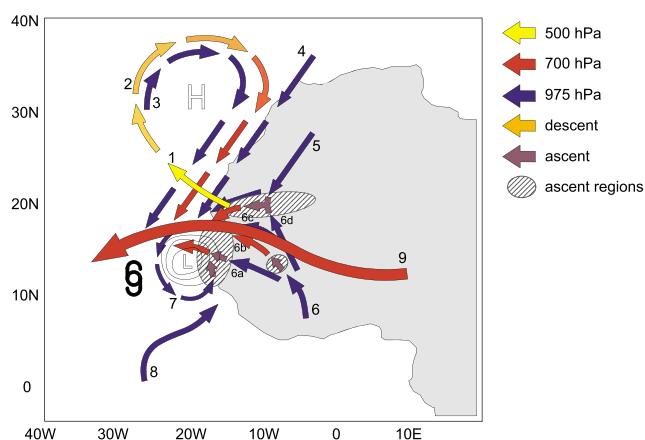 40N
30N
20N
10N
0
40W
30W
20W
10W
0
10E
500 hPa
700 hPa
975 hPa
descent
ascent
ascent regions
H
L
1
2
3
4
5
6
6a
6b
6c
6d
7
8
9
6
9